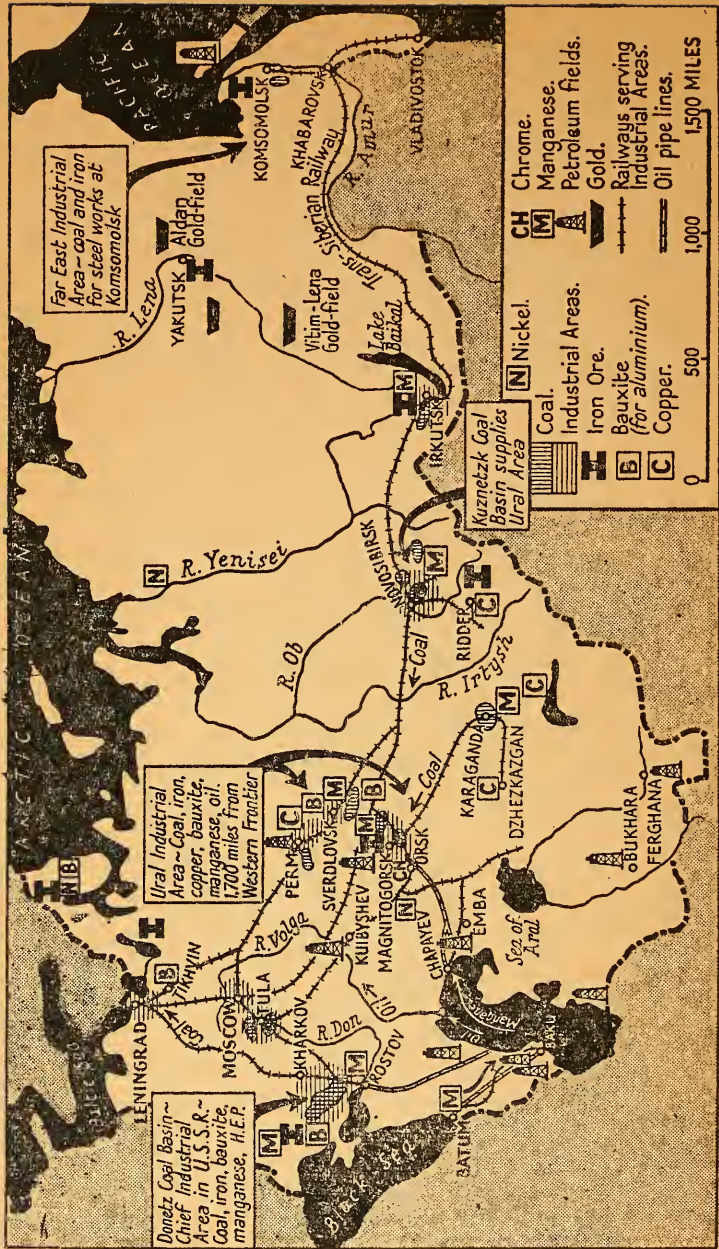 ARCTIC OCEAN
PACIFIC
OCEAN
Donetz Coal Basin~
Chief Industrial
Area in U.S.S.R.~
Coal, iron, bauxite,
manganese, H.E.P.
Ural Industrial
Area~Coal, iron,
copper, bauxite,
manganese, oil.
1,700 miles from
Western Frontier
Far East Industrial
Area~coal and iron
for steel works at
Komsomolsk
Kuznetzk Coal
Basin supplies
Ural Area
LENINGRAD
TIKHVIN
B
N B
Coal
MOSCOW
TULA
R. Volga
KHARKOV
R. Don
ROSTOV
M
M
B
Black Sea
BATUM
M
BAKU
Oil
Manganese
Oil
KUIBYSHEV
CHAPAYEV
EMBA
Sea of
Aral
PERM
C
B
SVERDLOVSK
M
MAGNITOGORSK
M
B
N
CH
ORSK
Coal
KARAGANDA
M
C
C
DZHEZKAZGAN
BUKHARA
FERGHANA
R. Ob
R. Irtysh
Coal
NOVOSIBIRSK
M
RIDDER
C
N
R. Yenisei
IRKUTSK
M
Lake
Baikal
Vitim-Lena
Gold-field
R. Lena
YAKUTSK
Aldan
Gold-field
Trans-Siberian Railway
R. Amur
KOMSOMOLSK
KHABAROVSK
VLADIVOSTOK
N Nickel.
Coal.
Industrial Areas.
Iron Ore.
B Bauxite
(for aluminium).
C Copper.
CH Chrome.
M Manganese.
Petroleum fields.
Gold.
Railways serving
Industrial Areas.
Oil pipe lines.
0 500 1,000 1,500 MILES